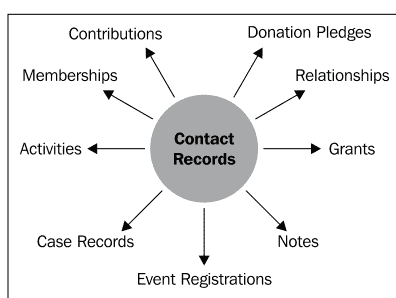 Contributions
Donation Pledges
Memberships
Relationships
Contact
Records
Activities
Grants
Case Records
Notes
Event Registrations